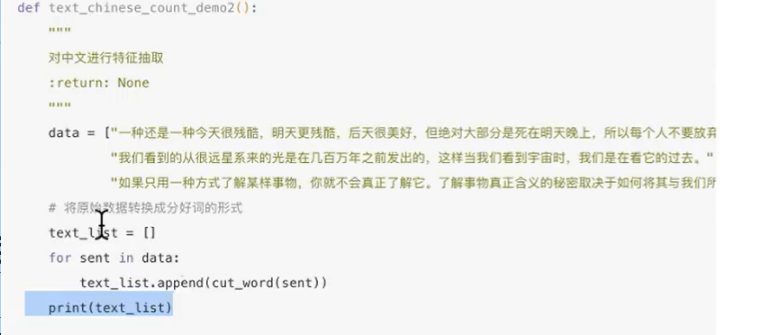 def text_chinese_count_demo2():
"""
对中文进行特征抽取
:return: None
"""
data = ["一种还是一种今天很残酷，明天更残酷，后天很美好，但绝对大部分是死在明天晚上，所以每个人不要放弃
"我们看到的从很远星系来的光是在几百万年之前发出的，这样当我们看到宇宙时，我们是在看它的过去。"
"如果只用一种方式了解某样事物，你就不会真正了解它。了解事物真正含义的秘密取决于如何将其与我们所
# 将原始数据转换成分好词的形式
text_list = []
for sent in data:
text_list.append(cut_word(sent))
print(text_list)